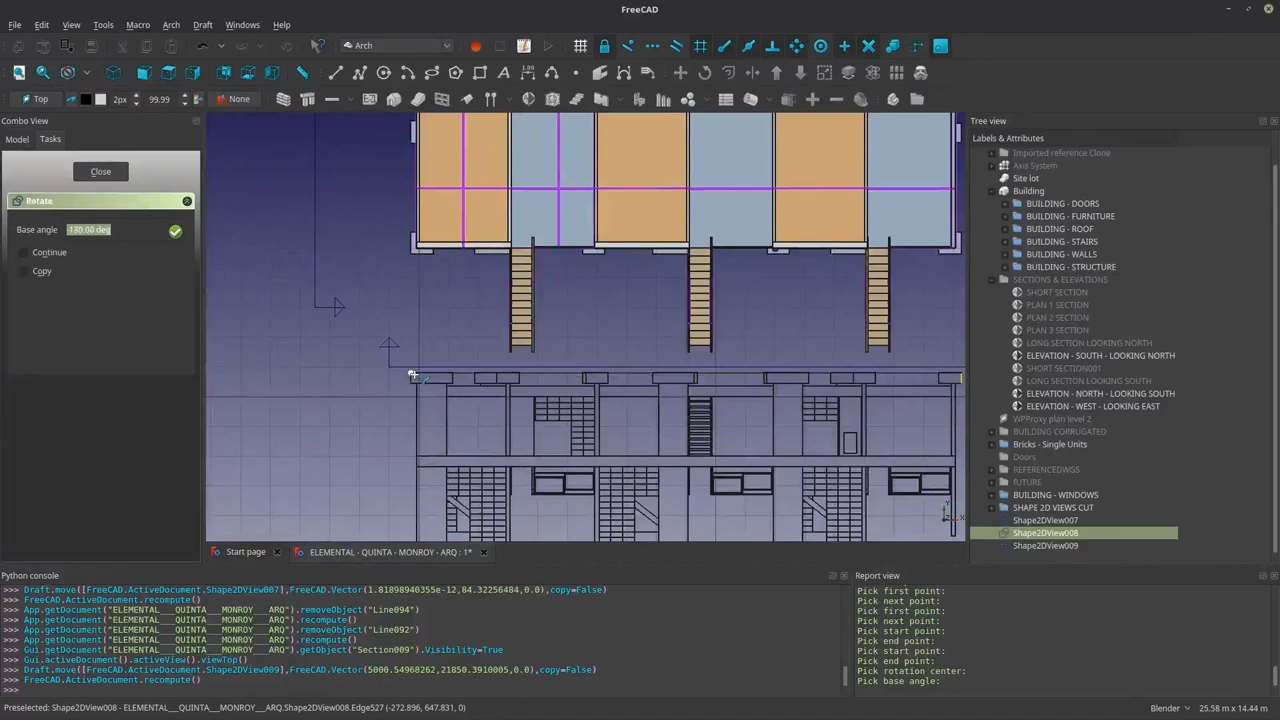 FreeCAD
File Edit View Tools Macro Arch Draft Windows Help
Arch
Top 2px 99.99 None
Combo View
Model Tasks
Close
Rotate
Base angle -180.00 deg
Continue
Copy
Tree view
Labels & Attributes
Imported reference Clone
Axis System
Site lot
Building
BUILDING - DOORS
BUILDING - FURNITURE
BUILDING - ROOF
BUILDING - STAIRS
BUILDING - WALLS
BUILDING - STRUCTURE
SECTIONS & ELEVATIONS
SHORT SECTION
PLAN 1 SECTION
PLAN 2 SECTION
PLAN 3 SECTION
LONG SECTION LOOKING NORTH
ELEVATION - SOUTH - LOOKING NORTH
SHORT SECTION001
LONG SECTION LOOKING SOUTH
ELEVATION - NORTH - LOOKING SOUTH
ELEVATION - WEST - LOOKING EAST
WPProxy plan level 2
BUILDING CORRUGATED
Bricks - Single Units
Doors
REFERENCEDWGS
fUTURE
BUILDING - WINDOWS
SHAPE 2D VIEWS CUT
Shape2DView007
Shape2DView008
Shape2DView009
Start page ELEMENTAL - QUINTA - MONROY - ARQ : 1*
Python console
>>> Draft.move([FreeCAD.ActiveDocument.Shape2DView007],FreeCAD.Vector(1.81898940355e-12,84.32256484,0.0),copy=False)
>>> FreeCAD.ActiveDocument.recompute()
>>> App.getDocument("ELEMENTAL___QUINTA___MONROY___ARQ").removeObject("Line094")
>>> App.getDocument("ELEMENTAL___QUINTA___MONROY___ARQ").recompute()
>>> App.getDocument("ELEMENTAL___QUINTA___MONROY___ARQ").removeObject("Line092")
>>> App.getDocument("ELEMENTAL___QUINTA___MONROY___ARQ").recompute()
>>> Gui.getDocument("ELEMENTAL___QUINTA___MONROY___ARQ").getObject("Section009").Visibility=True
>>> Gui.activeDocument().activeView().viewTop()
>>> Draft.move([FreeCAD.ActiveDocument.Shape2DView009],FreeCAD.Vector(5000.54968262,21850.3910005,0.0),copy=False)
>>> FreeCAD.ActiveDocument.recompute()
>>>
Report view
Pick first point:
Pick next point:
Pick first point:
Pick next point:
Pick start point:
Pick end point:
Pick start point:
Pick end point:
Pick rotation center:
Pick base angle:
Preselected: Shape2DView008 - ELEMENTAL___QUINTA___MONROY___ARQ.Shape2DView008.Edge527 (-272.896, 647.831, 0)
Blender 25.58 m x 14.44 m